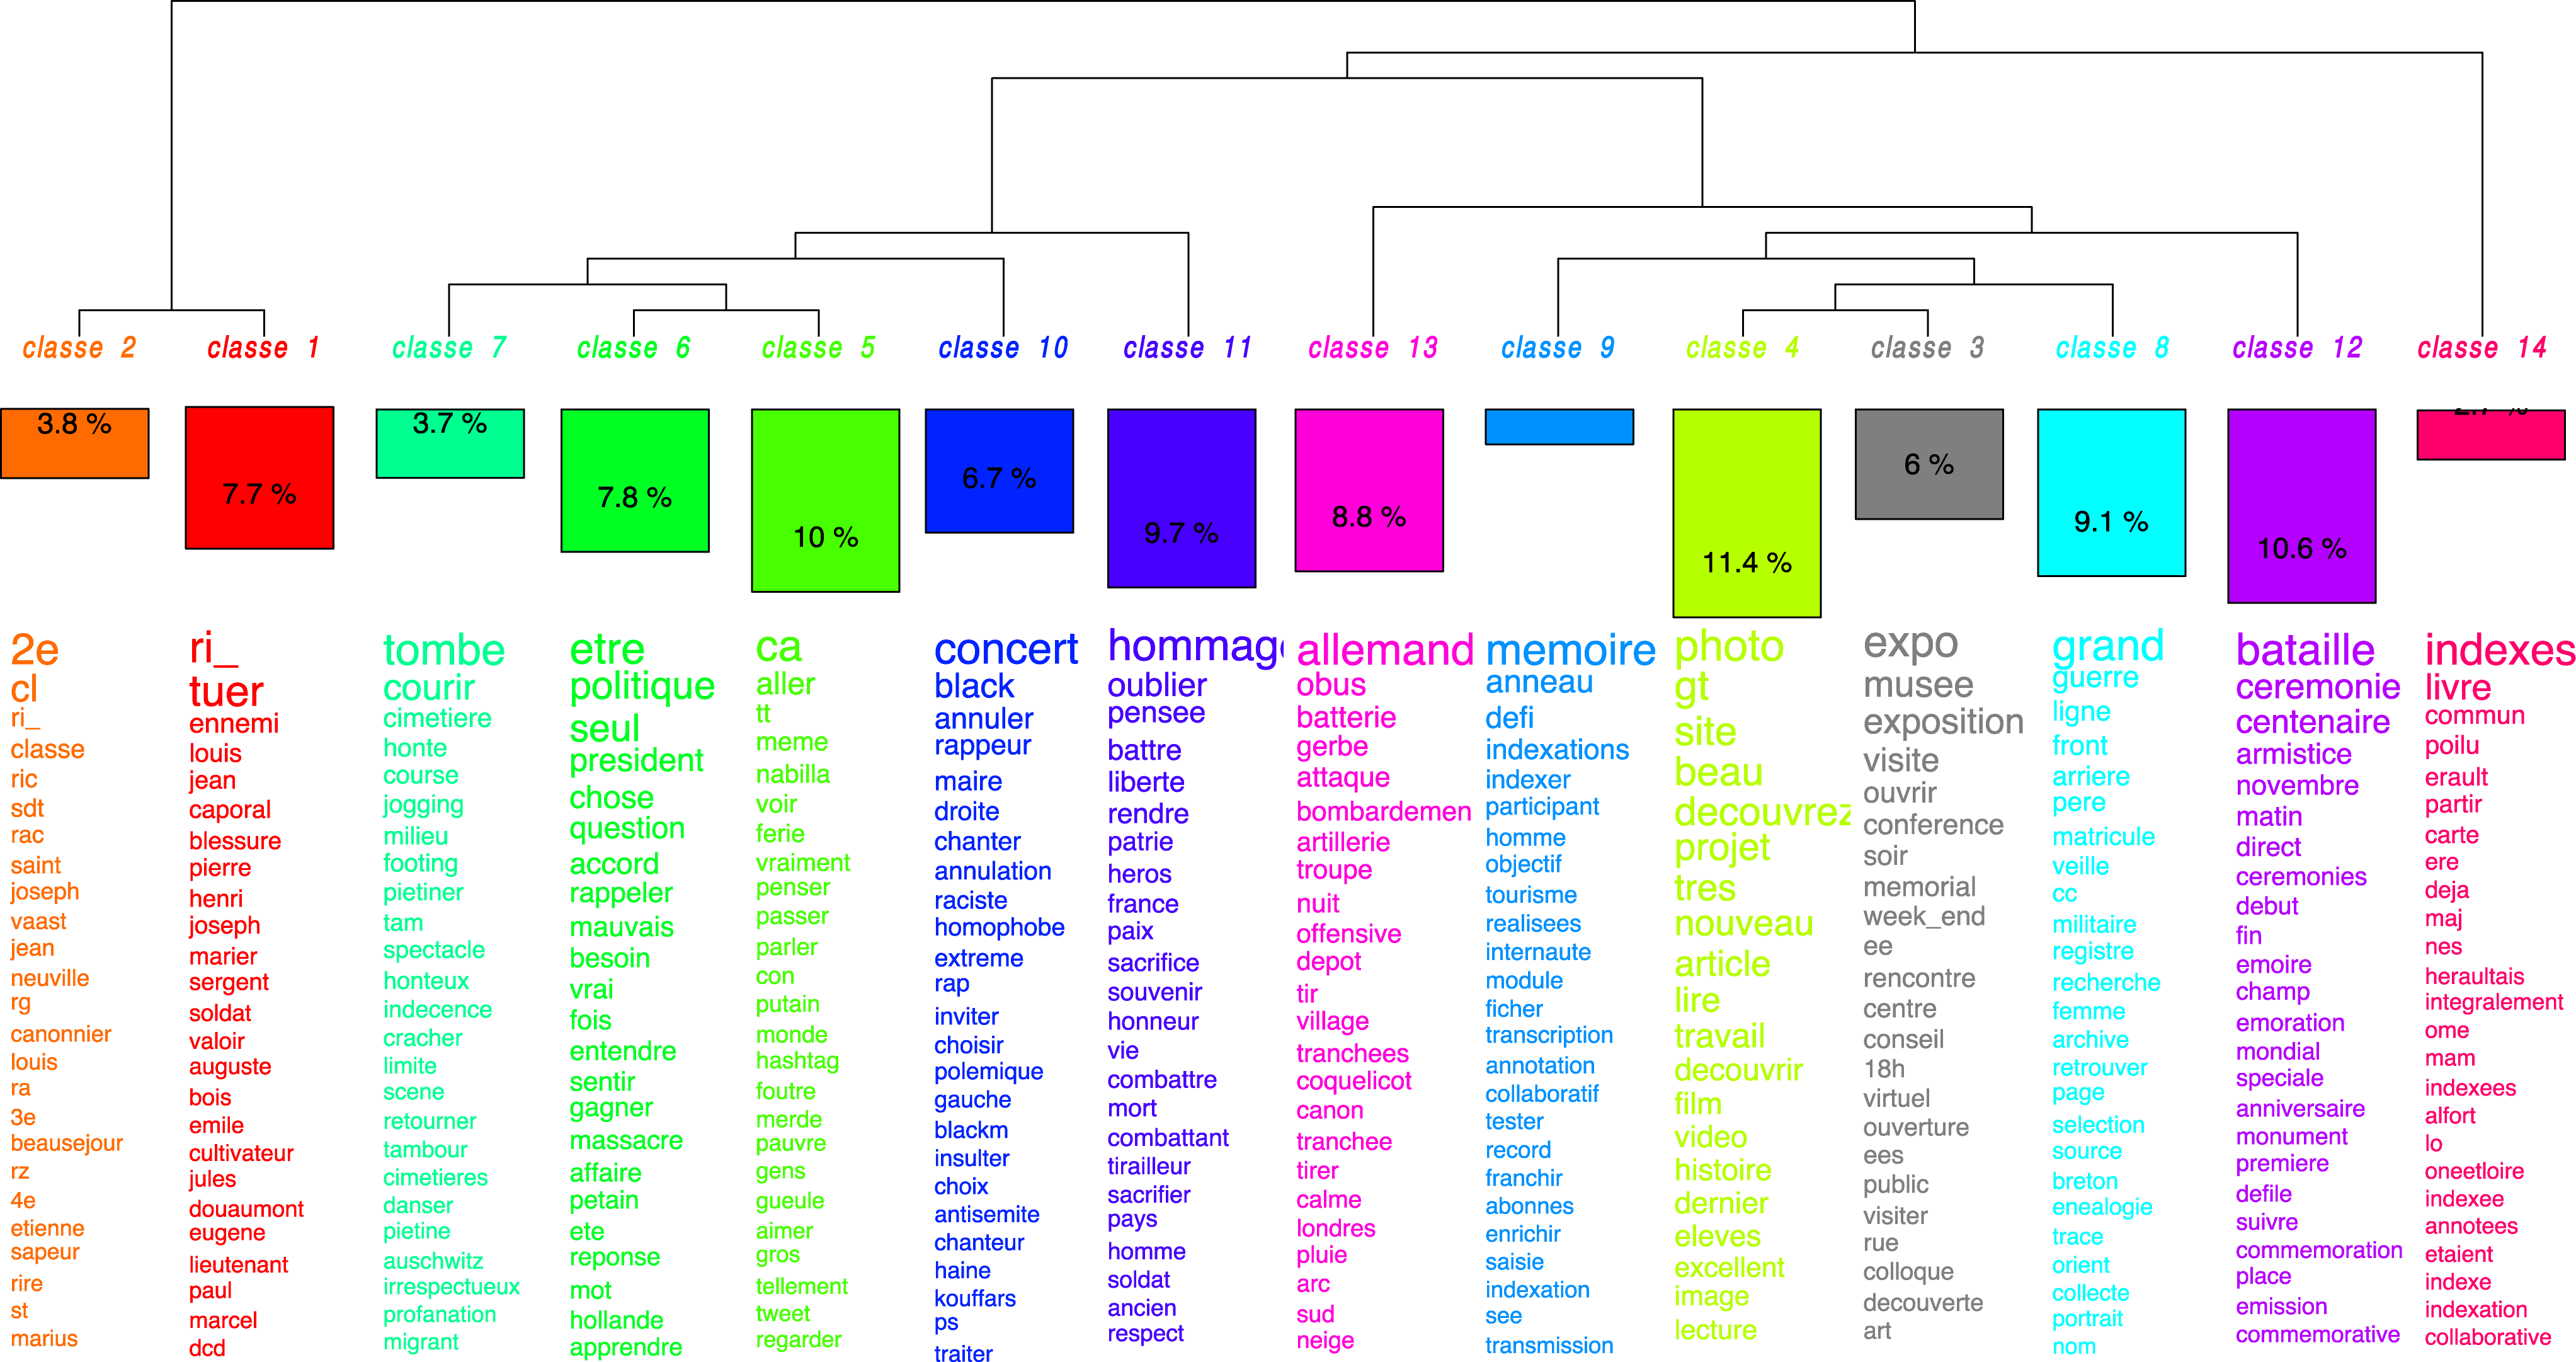 classe 2 classe 1 classe 7 classe 6 classe 5 classe 10 classe 11 classe 13 classe 9 classe 4 classe 3 classe 8 classe 12 classe 14
3.8 % 7.7 % 3.7 % 7.8 % 10 % 6.7 % 9.7 % 8.8 % 11.4 % 6 % 9.1 % 10.6 %
2e
cl
ri_
classe
ric
sdt
rac
saint
joseph
vaast
jean
neuville
rg
canonnier
louis
ra
3e
beausejour
rz
4e
etienne
sapeur
rire
st
marius
ri_
tuer
ennemi
louis
jean
caporal
blessure
pierre
henri
joseph
marier
sergent
soldat
valoir
auguste
bois
emile
cultivateur
jules
douaumont
eugene
lieutenant
paul
marcel
dcd
tombe
courir
cimetiere
honte
course
jogging
milieu
footing
pietiner
tam
spectacle
honteux
indecence
cracher
limite
scene
retourner
tambour
cimetieres
danser
pietine
auschwitz
irrespectueux
profanation
migrant
etre
politique
seul
president
chose
question
accord
rappeler
mauvais
besoin
vrai
fois
entendre
sentir
gagner
massacre
affaire
petain
ete
reponse
mot
hollande
apprendre
ca
aller
tt
meme
nabilla
voir
ferie
vraiment
penser
passer
parler
con
putain
monde
hashtag
foutre
merde
pauvre
gens
gueule
aimer
gros
tellement
tweet
regarder
concert
black
annuler
rappeur
maire
droite
chanter
annulation
raciste
homophobe
extreme
rap
inviter
choisir
polemique
gauche
blackm
insulter
choix
antisemite
chanteur
haine
kouffars
ps
traiter
hommag
oublier
pensee
battre
liberte
rendre
patrie
heros
france
paix
sacrifice
souvenir
honneur
vie
combattre
mort
combattant
tirailleur
sacrifier
pays
homme
soldat
ancien
respect
allemand
obus
batterie
gerbe
attaque
bombardemen
artillerie
troupe
nuit
offensive
depot
tir
village
tranchees
coquelicot
canon
tranchee
tirer
calme
londres
pluie
arc
sud
neige
memoire
anneau
defi
indexations
indexer
participant
homme
objectif
tourisme
realisees
internaute
module
ficher
transcription
annotation
collaboratif
tester
record
franchir
abonnes
enrichir
saisie
indexation
see
transmission
photo
gt
site
beau
decouvrez
projet
tres
nouveau
article
lire
travail
decouvrir
film
video
histoire
dernier
eleves
excellent
image
lecture
expo
musee
exposition
visite
ouvrir
conference
soir
memorial
week_end
ee
rencontre
centre
conseil
18h
virtuel
ouverture
ees
public
visiter
rue
colloque
decouverte
art
grand
guerre
ligne
front
arriere
pere
matricule
veille
cc
militaire
registre
recherche
femme
archive
retrouver
page
selection
source
breton
enealogie
trace
orient
collecte
portrait
nom
bataille
ceremonie
centenaire
armistice
novembre
matin
direct
ceremonies
debut
fin
emoire
champ
emoration
mondial
speciale
anniversaire
monument
premiere
defile
suivre
commemoration
place
emission
commemorative
indexes
livre
commun
poilu
erault
partir
carte
ere
deja
maj
nes
heraultais
integralement
ome
mam
indexees
alfort
lo
oneetloire
indexee
annotees
etaient
indexe
indexation
collaborative